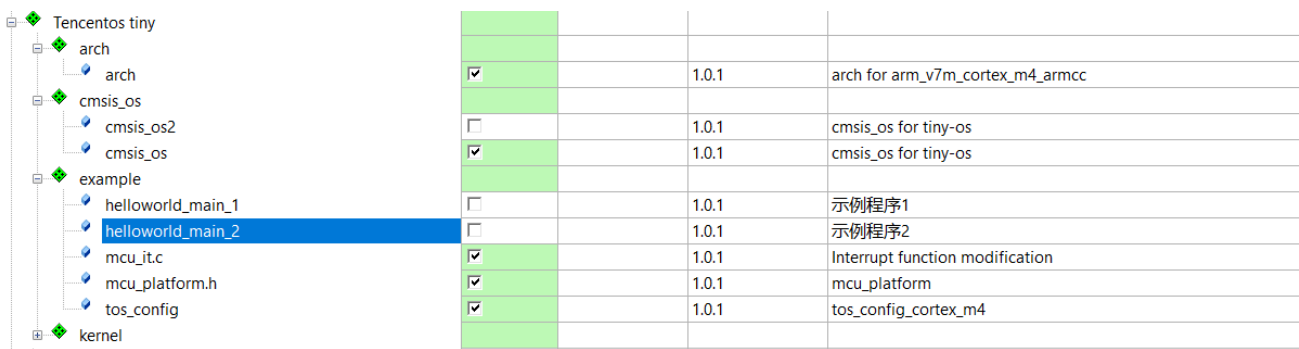 Tencentos tiny
arch
arch 1.0.1 arch for arm_v7m_cortex_m4_armcc
cmsis_os
cmsis_os2 1.0.1 cmsis_os for tiny-os
cmsis_os 1.0.1 cmsis_os for tiny-os
example
helloworld_main_1 1.0.1 示例程序1
helloworld_main_2 1.0.1 示例程序2
mcu_it.c 1.0.1 Interrupt function modification
mcu_platform.h 1.0.1 mcu_platform
tos_config 1.0.1 tos_config_cortex_m4
kernel